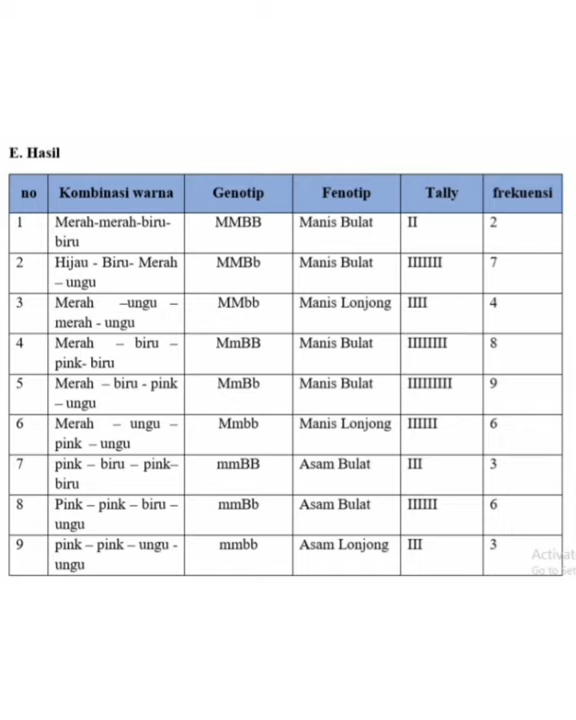 E. Hasil
no Kombinasi warna Genotip Fenotip Tally frekuensi
1 Merah-merah-biru- MMBB Manis Bulat II 2
biru
2 Hijau - Biru- Merah MMBb Manis Bulat IIIIIII 7
– ungu
3 Merah –ungu – MMbb Manis Lonjong IIII 4
merah - ungu
4 Merah – biru – MmBB Manis Bulat IIIIIIII 8
pink- biru
5 Merah – biru - pink MmBb Manis Bulat IIIIIIIII 9
– ungu
6 Merah – ungu – Mmbb Manis Lonjong IIIIII 6
pink – ungu
7 pink – biru – pink– mmBB Asam Bulat III 3
biru
8 Pink – pink – biru – mmBb Asam Bulat IIIIII 6
ungu
9 pink – pink – ungu - mmbb Asam Lonjong III 3
ungu
Activat
Go to Set